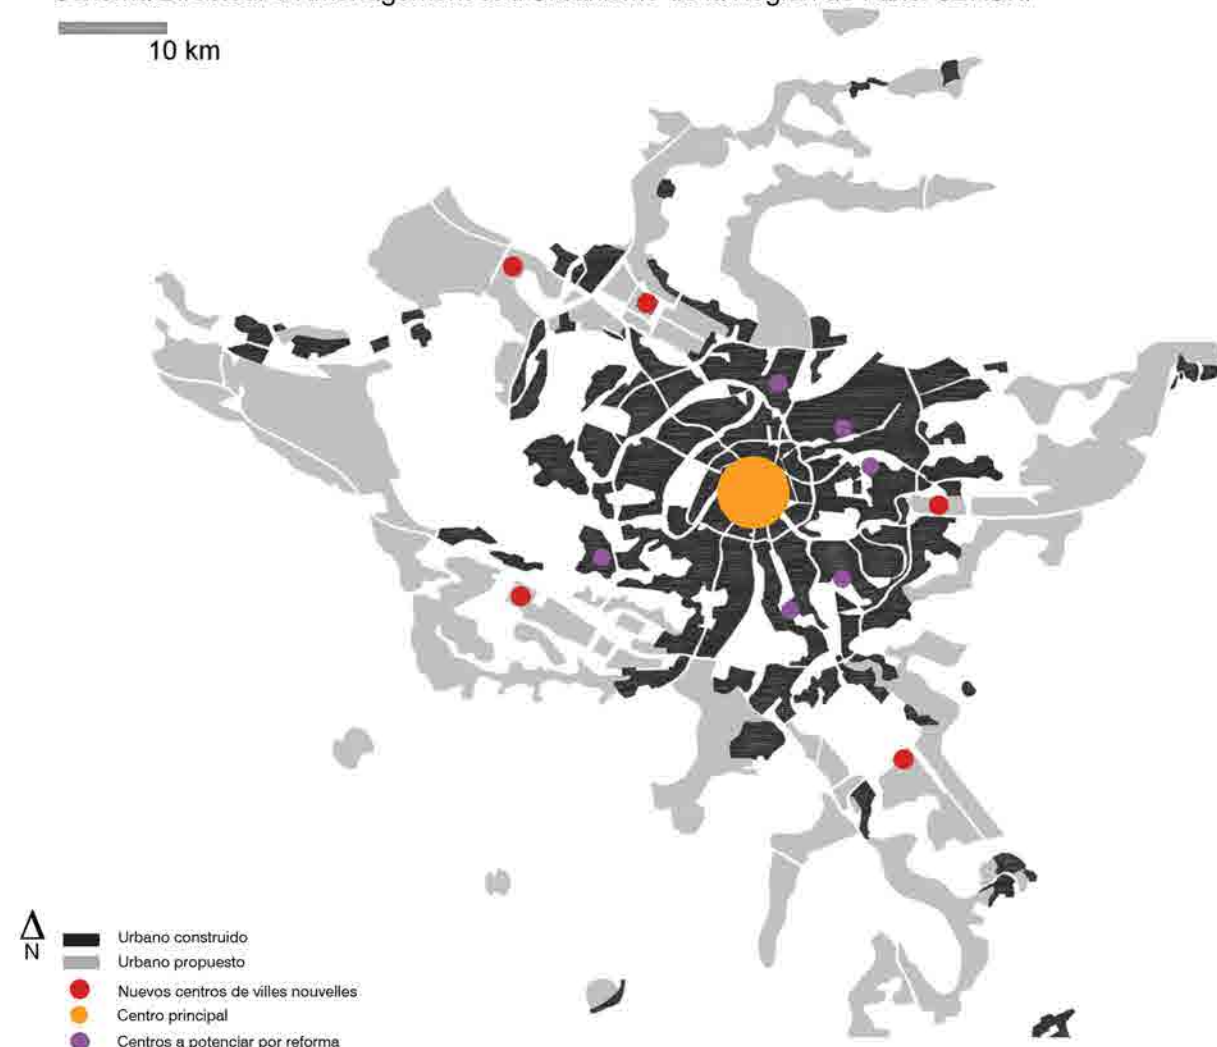 10 km
N
Urbano construido
Urbano propuesto
Nuevos centros de villes nouvelles
Centro principal
Centros a potenciar por reforma